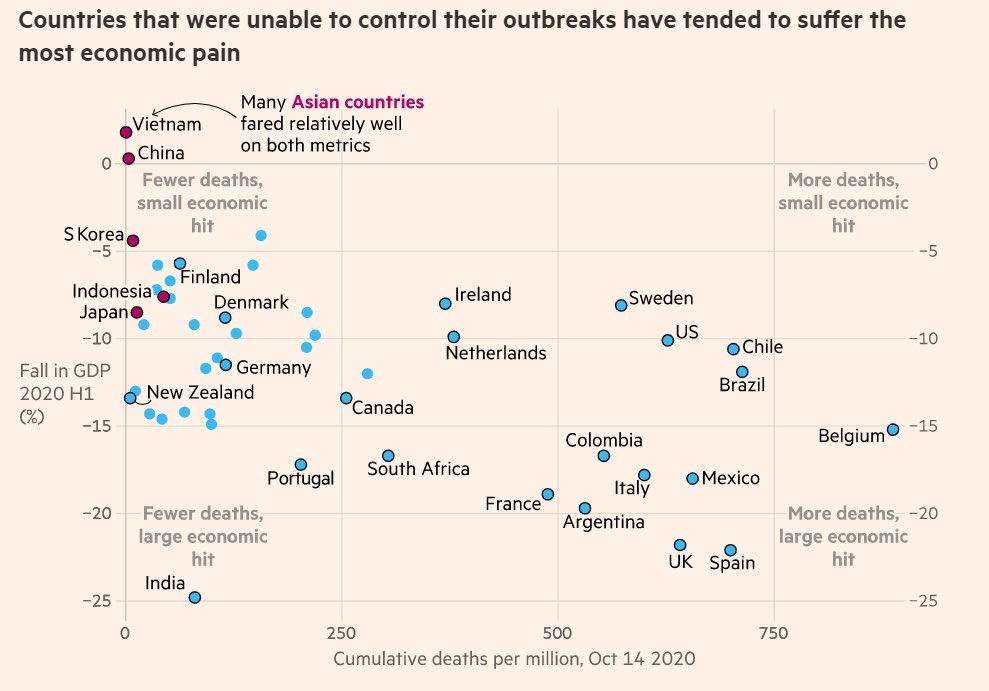 Countries that were unable to control their outbreaks have tended to suffer the
most economic pain
Many Asian countries
fared relatively well
on both metrics
Vietnam
China
0
0
Fewer deaths,
small economic
hit
More deaths,
small economic
hit
S Korea
−5
−5
Finland
Indonesia
Denmark
Ireland
Sweden
Japan
US
−10
−10
Chile
Netherlands
Fall in GDP
2020 H1
(%)
Germany
Brazil
New Zealand
Canada
−15
−15
Belgium
Colombia
South Africa
Portugal
Italy
Mexico
France
Argentina
−20
−20
Fewer deaths,
large economic
hit
More deaths,
large economic
hit
UK
Spain
India
−25
−25
0
250
500
750
Cumulative deaths per million, Oct 14 2020